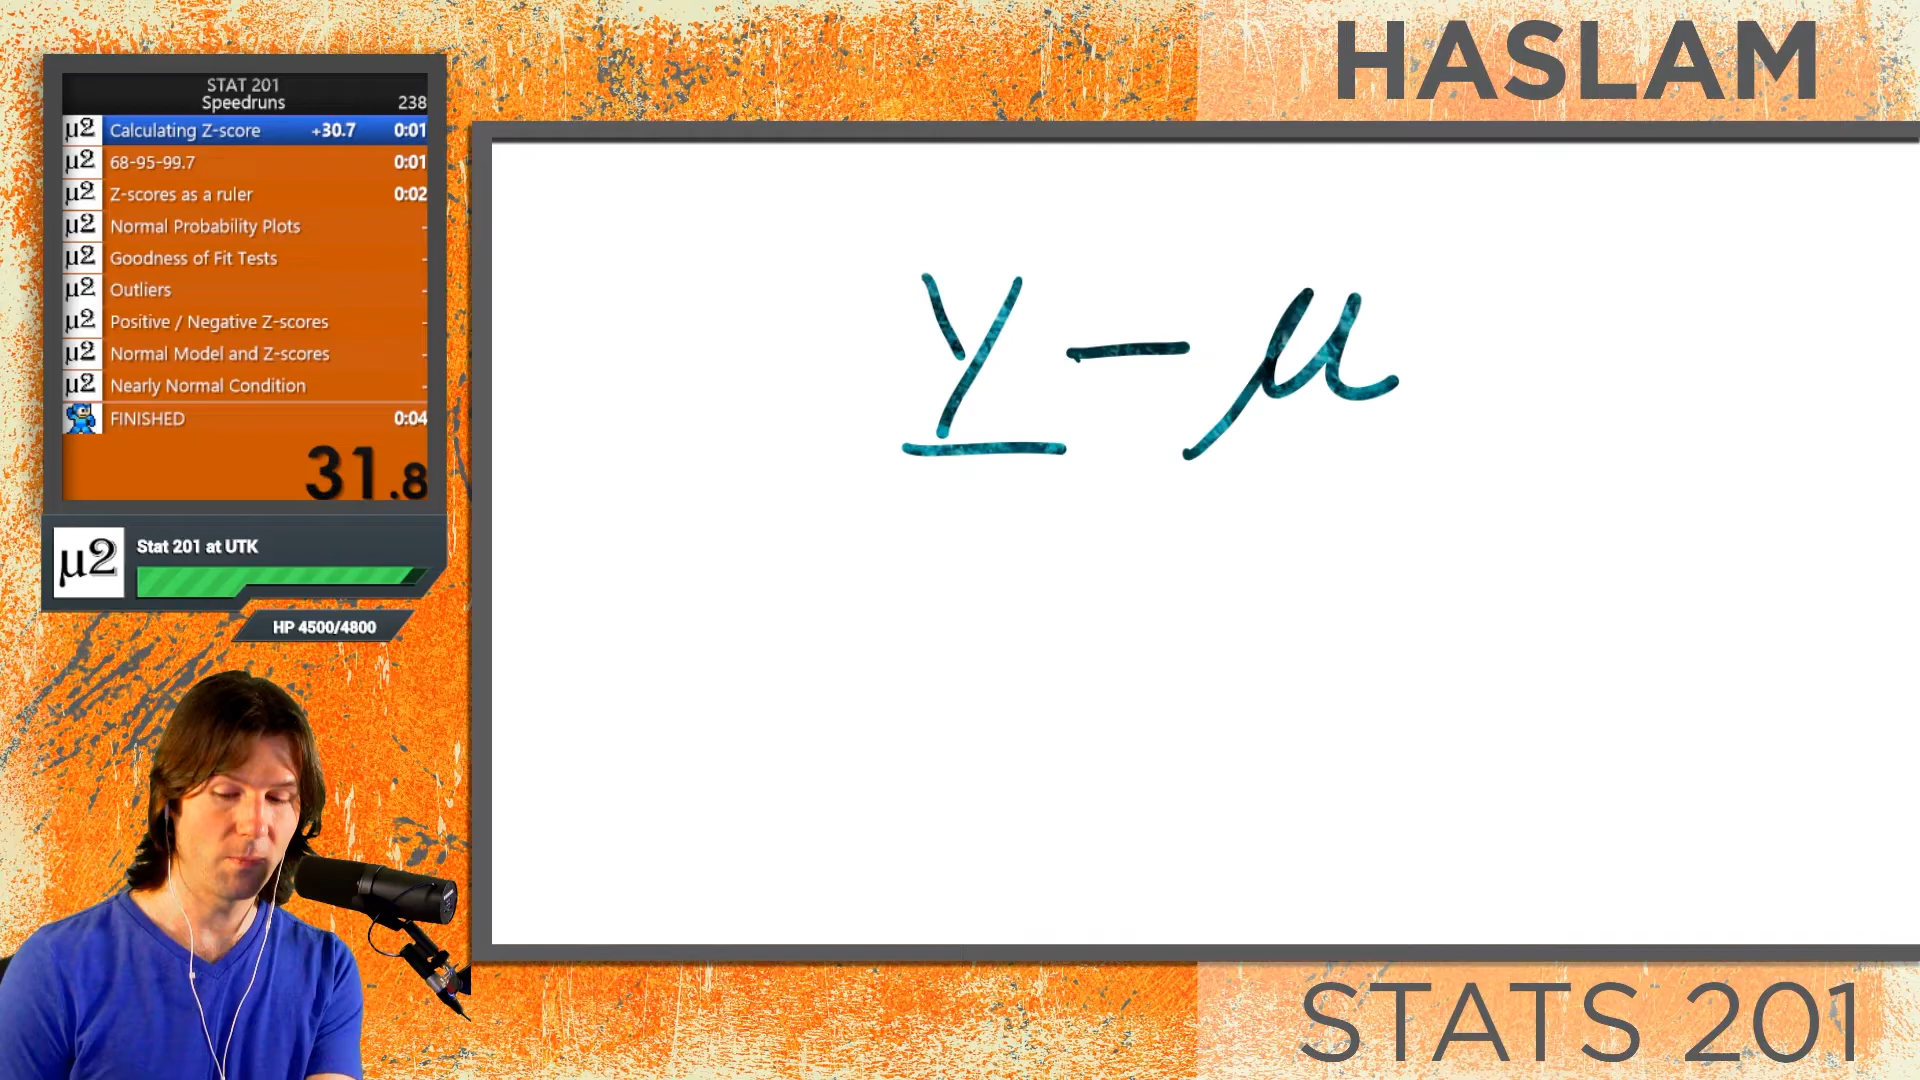 HASLAM
STAT 201
Speedruns 238
μ2 Calculating Z-score +30.7 0:01
μ2 68-95-99.7 0:01
μ2 Z-scores as a ruler 0:02
μ2 Normal Probability Plots -
μ2 Goodness of Fit Tests -
μ2 Outliers -
μ2 Positive / Negative Z-scores -
μ2 Normal Model and Z-scores -
μ2 Nearly Normal Condition -
FINISHED 0:04
31.8
μ2 Stat 201 at UTK
HP 4500/4800
y - μ
STATS 201